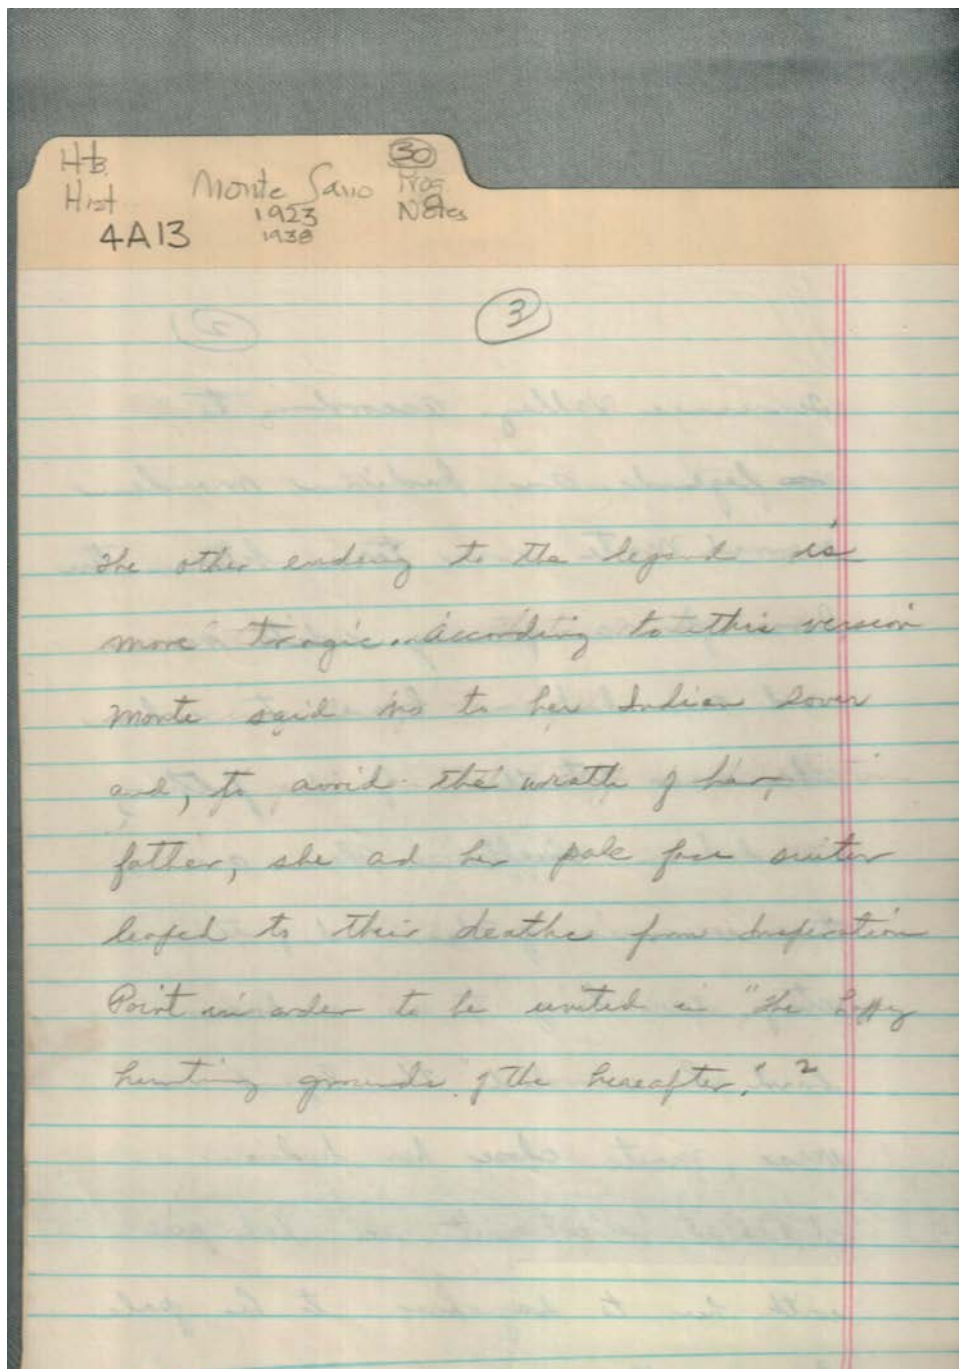 Htb.
Hist
4A13
Monte Sano
1923
1938
30
Prog
Notes
3
The other ending to the legend is
more tragic. According to this version
Monte said no to her Indian lover
and, to avoid the wrath of her
father, she ad her pale face suitor
leaped to their deaths from Inspiration
Point in order to be united in "the happy
hunting grounds of the hereafter." 2